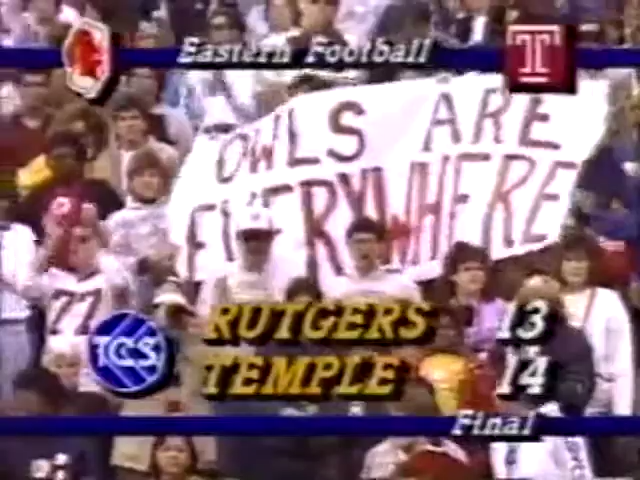 Eastern Football
T
OWLS ARE
EVERYWHERE
77
TCS
RUTGERS 13
TEMPLE 14
Final